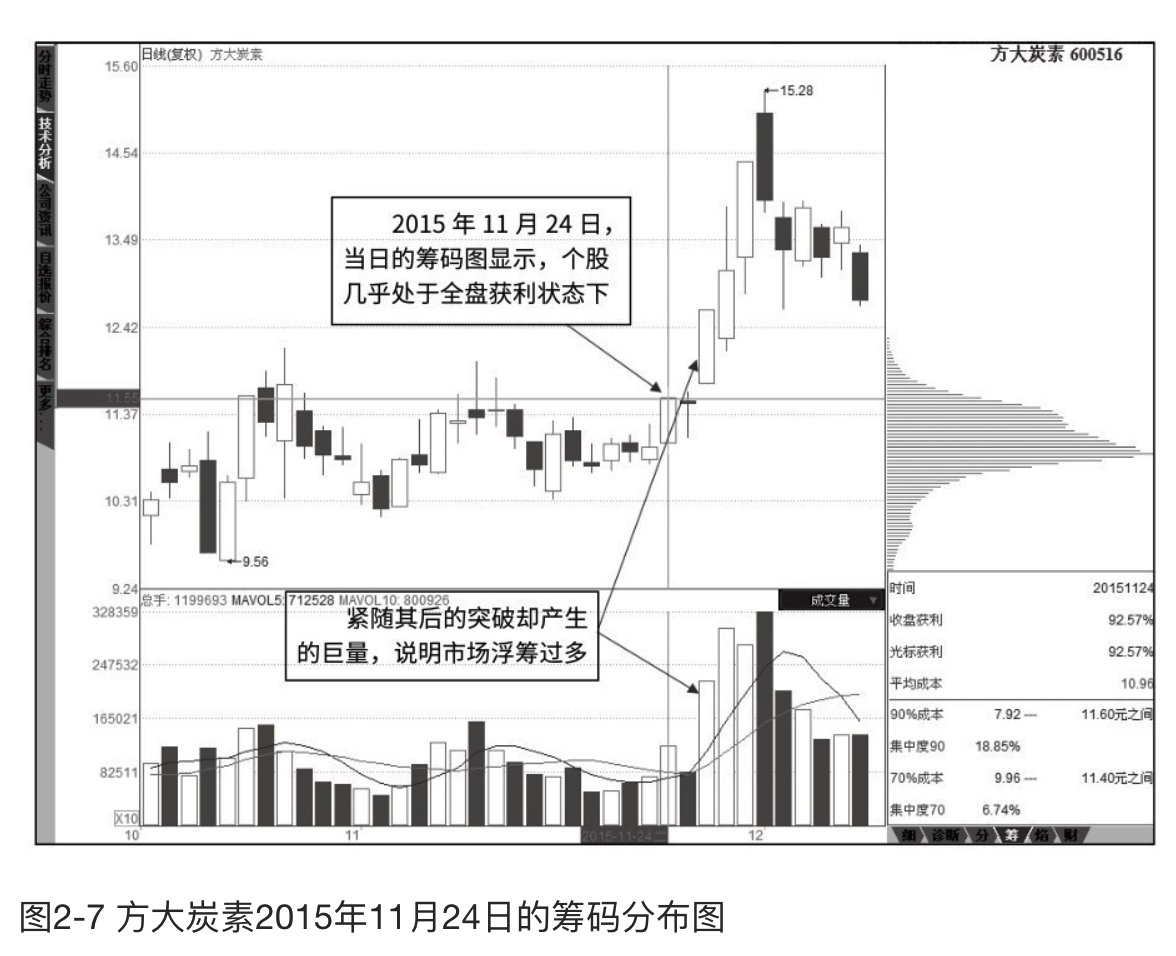 日线(复权) 方大炭素
方大炭素 600516
分时走势
技术分析
公司资讯
自选报价
综合排名
更多...
15.60
14.54
13.49
12.42
11.55
11.37
10.31
9.24
15.28
2015 年 11 月 24 日，
当日的筹码图显示，个股
几乎处于全盘获利状态下
9.56
总手: 1199693 MAVOL5: 712528 MAVOL10: 800926
成交量
紧随其后的突破却产生
的巨量，说明市场浮筹过多
328359
247532
165021
82511
X10
10
11
2015-11-24 二
12
时间 20151124
收盘获利 92.57%
光标获利 92.57%
平均成本 10.96
90%成本 7.92 --- 11.60元之间
集中度90 18.85%
70%成本 9.96 --- 11.40元之间
集中度70 6.74%
细 诊断 分 筹 焰 财
图2-7 方大炭素2015年11月24日的筹码分布图